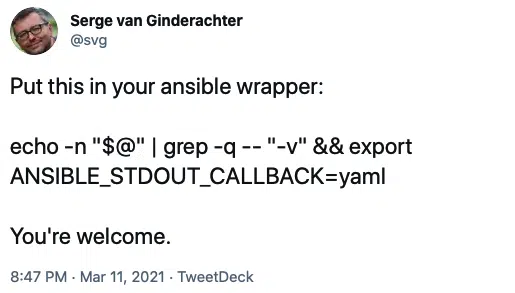 Serge van Ginderachter
@svg
Put this in your ansible wrapper:
echo -n "$@" | grep -q -- "-v" && export
ANSIBLE_STDOUT_CALLBACK=yaml
You're welcome.
8:47 PM · Mar 11, 2021 · TweetDeck